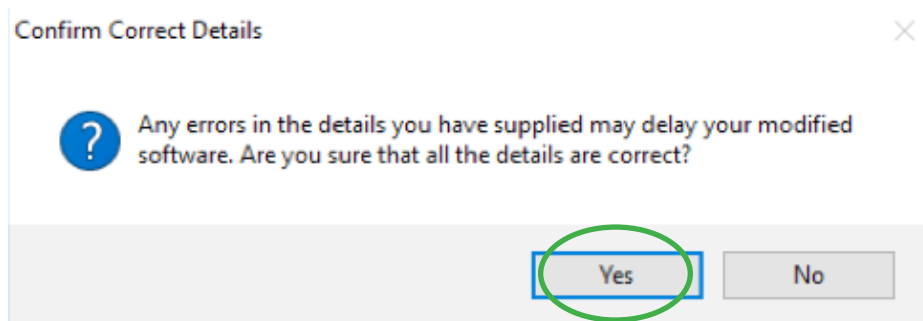 Confirm Correct Details
Any errors in the details you have supplied may delay your modified
software. Are you sure that all the details are correct?
Yes
No